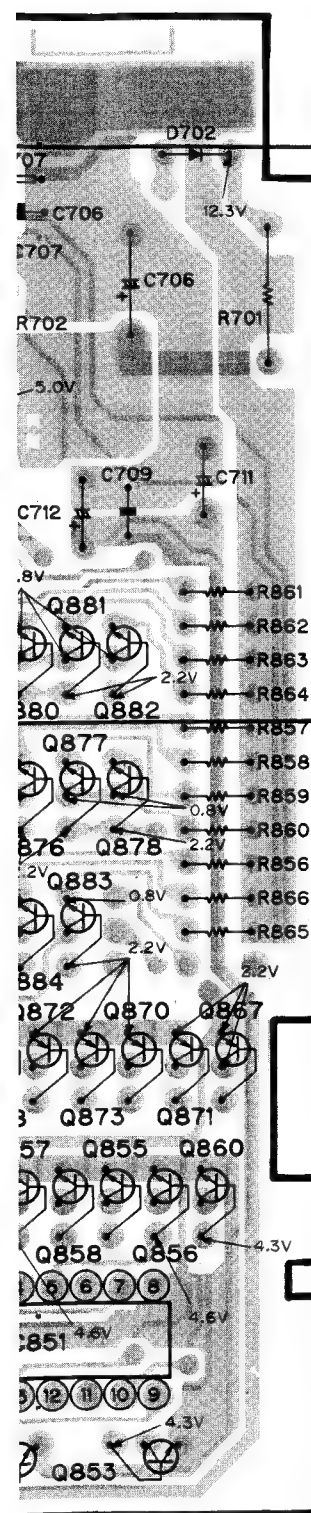 D702
707
12.3V
C706
C707
C706
R702
R701
5.0V
C709
C711
C712
.8V
R861
Q881
R862
R863
2.2V
R864
880 Q882
R857
Q877
R858
R859
0.8V
R860
876 Q878
2.2V
R856
2V
Q883
0.8V
R866
R865
2.2V
884
2.2V
Q872 Q870 Q867
Q873 Q871
857 Q855 Q860
4.3V
Q858 Q856
5 6 7 8
4.6V
C851
4.6V
12 11 10 9
4.3V
Q853